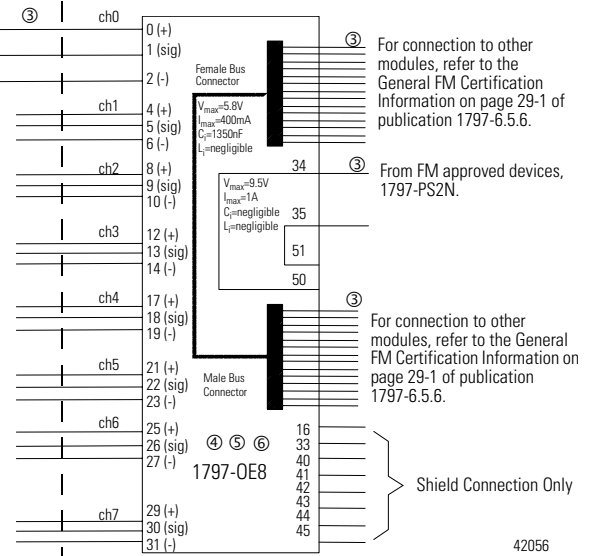 ③
ch0
0 (+)
1 (sig)
2 (-)
ch1
4 (+)
5 (sig)
6 (-)
ch2
8 (+)
9 (sig)
10 (-)
ch3
12 (+)
13 (sig)
14 (-)
ch4
17 (+)
18 (sig)
19 (-)
ch5
21 (+)
22 (sig)
23 (-)
ch6
25 (+)
26 (sig)
27 (-)
ch7
29 (+)
30 (sig)
31 (-)
Female Bus
Connector
Vmax=5.8V
Imax=400mA
Ci=1350nF
Li=negligible
Vmax=9.5V
Imax=1A
Ci=negligible
Li=negligible
34
35
51
50
Male Bus
Connector
④ ⑤ ⑥
1797-OE8
16
33
40
41
42
43
44
45
③
For connection to other
modules, refer to the
General FM Certification
Information on page 29-1 of
publication 1797-6.5.6.
③
From FM approved devices,
1797-PS2N.
③
For connection to other
modules, refer to the General
FM Certification Information on
page 29-1 of publication
1797-6.5.6.
Shield Connection Only
42056